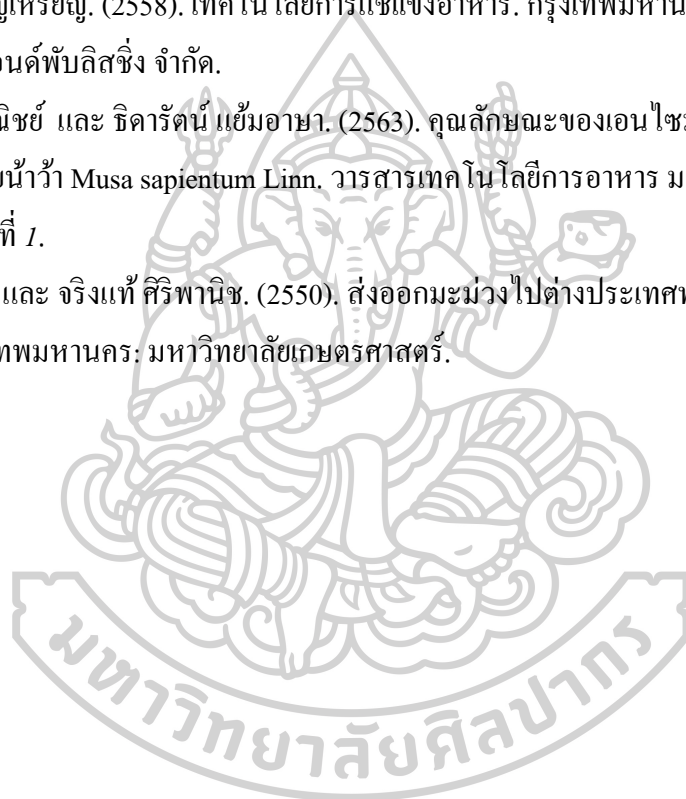 ญเหรียญ. (2558). เทคโนโลยีการแช่แข็งอาหาร. กรุงเทพมหาน
อนด์พับลิสชิ่ง จำกัด.
ณิชย์ และ ธิดารัตน์ แย้มอาษา. (2563). คุณลักษณะของเอนไซ
น้ำว้า Musa sapientum Linn. วารสารเทคโนโลยีการอาหาร ม
ที่ 1.
และ จริงแท้ ศิริพานิช. (2550). ส่งออกมะม่วงไปต่างประเทศ
ทพมหานคร: มหาวิทยาลัยเกษตรศาสตร์.
มหาวิทยาลัยศิลปากร